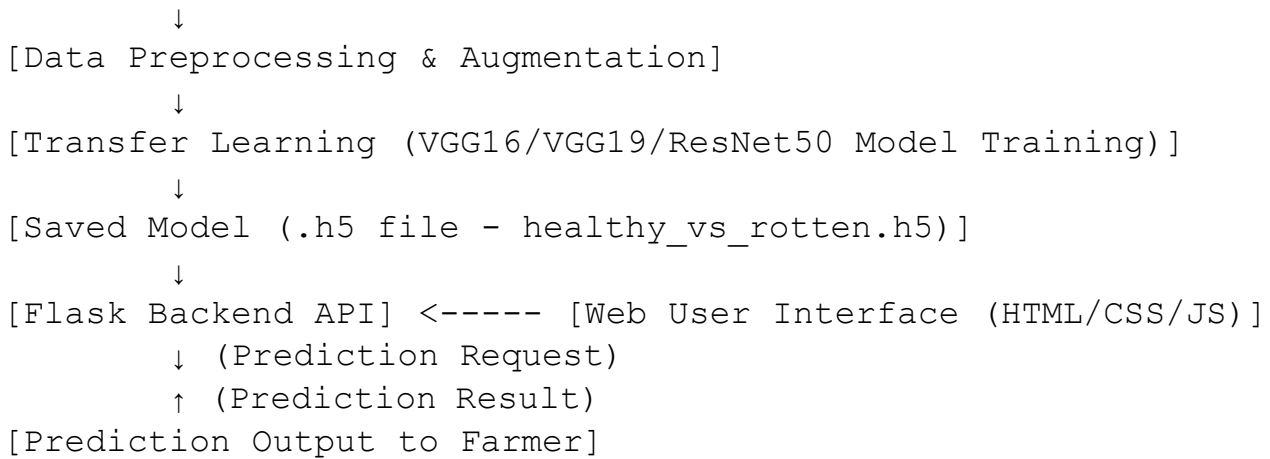 ↓
[Data Preprocessing & Augmentation]
↓
[Transfer Learning (VGG16/VGG19/ResNet50 Model Training)]
↓
[Saved Model (.h5 file - healthy_vs_rotten.h5)]
↓
[Flask Backend API] <----- [Web User Interface (HTML/CSS/JS)]
↓ (Prediction Request)
↑ (Prediction Result)
[Prediction Output to Farmer]